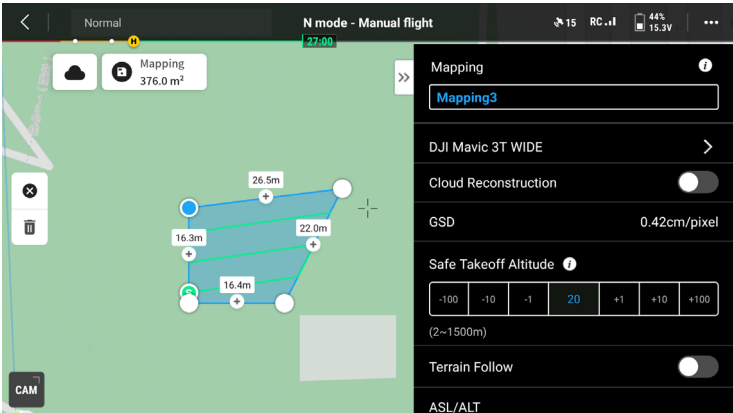 Normal
N mode - Manual flight
15
RC
44%
15.3V
H
27:00
Mapping
376.0 m²
26.5m
16.3m
22.0m
16.4m
S
CAM
Mapping
Mapping3
DJI Mavic 3T WIDE
Cloud Reconstruction
GSD 0.42cm/pixel
Safe Takeoff Altitude
-100 -10 -1 20 +1 +10 +100
(2~1500m)
Terrain Follow
ASL/ALT